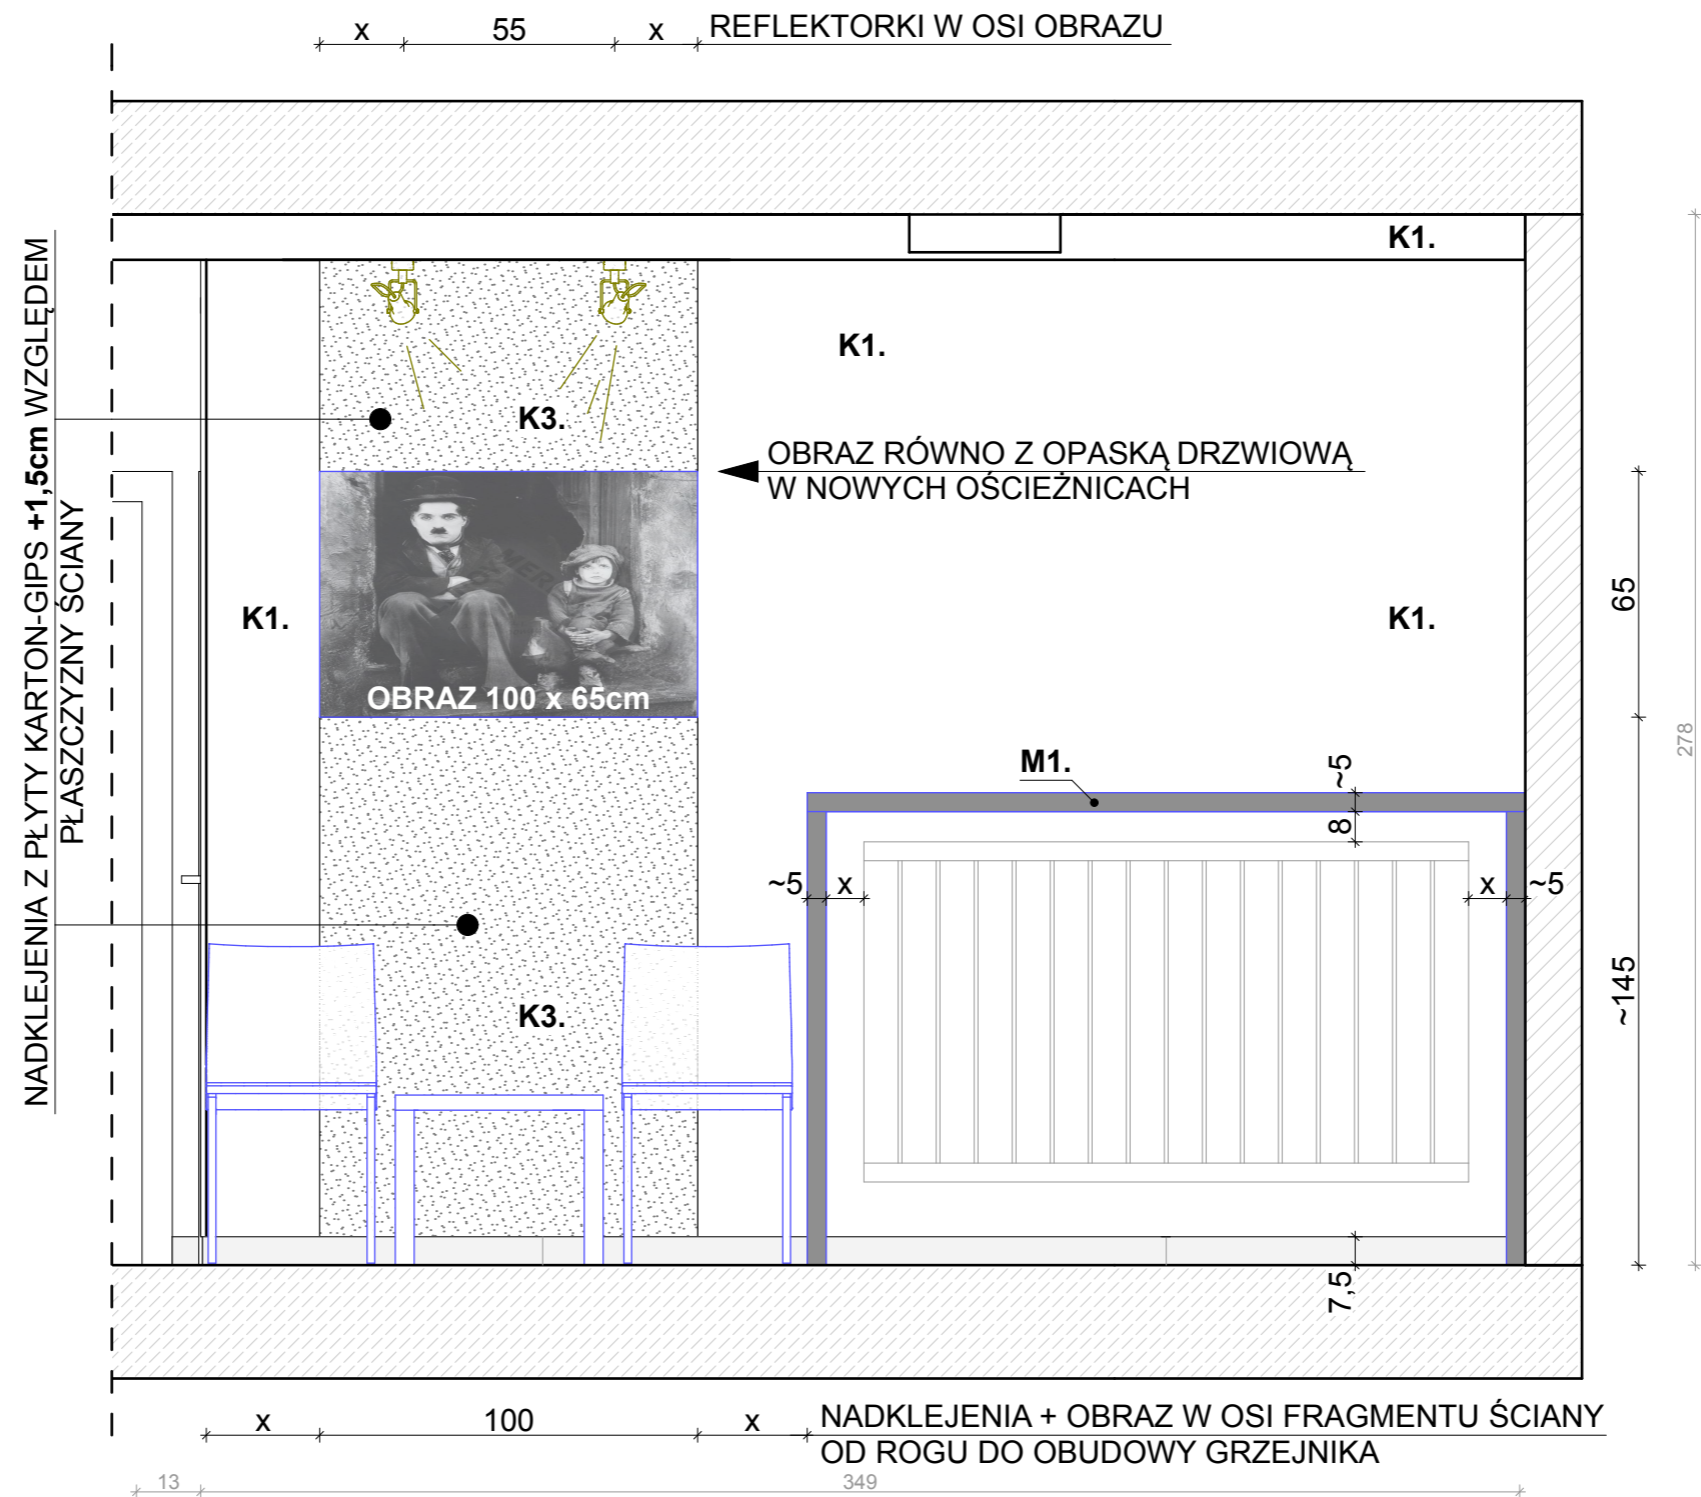 x 55 x REFLEKTORKI W OSI OBRAZU
K1.
K1.
K3.
NADKLEJENIA Z PŁYTY KARTON-GIPS +1,5cm WZGLĘDEM
PŁASZCZYZNY ŚCIANY
OBRAZ RÓWNO Z OPASKĄ DRZWIOWĄ
W NOWYCH OŚCIEŻNICACH
65
K1.
K1.
OBRAZ 100 x 65cm
278
M1.
~5
8
~5 x
x ~5
~145
K3.
7,5
x 100 x NADKLEJENIA + OBRAZ W OSI FRAGMENTU ŚCIANY
OD ROGU DO OBUDOWY GRZEJNIKA
13 349